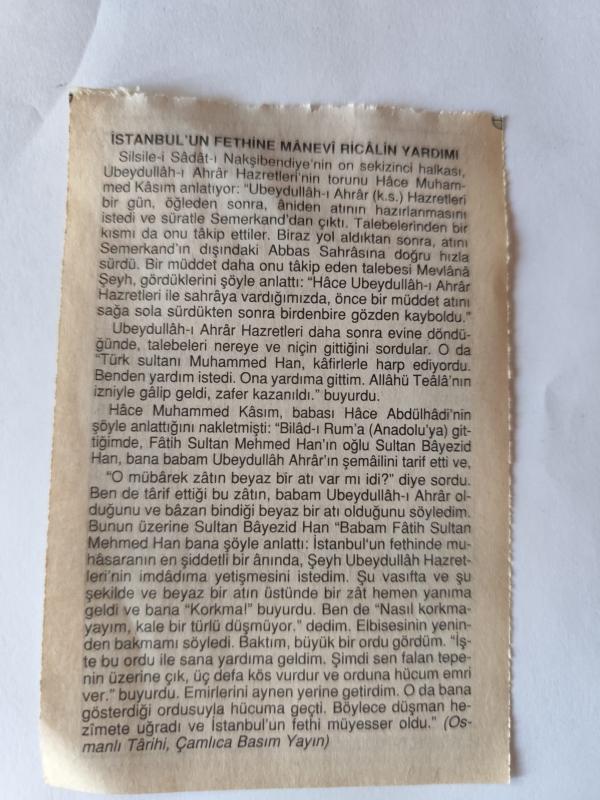 İSTANBUL'UN FETHİNE MÂNEVÎ RİCÂLİN YARDIMI
Silsile-i Sâdât-ı Nakşibendiye'nin on sekizinci halkası,
Ubeydullâh-ı Ahrâr Hazretleri'nin torunu Hâce Muham-
med Kâsım anlatıyor: "Ubeydullâh-ı Ahrâr (k.s.) Hazretleri
bir gün, öğleden sonra, âniden atının hazırlanmasını
istedi ve süratle Semerkand'dan çıktı. Talebelerinden bir
kısmı da onu tâkip ettiler. Biraz yol aldıktan sonra, atını
Semerkand'ın dışındaki Abbas Sahrâsına doğru hızla
sürdü. Bir müddet daha onu tâkip eden talebesi Mevlânâ
Şeyh, gördüklerini şöyle anlattı: "Hâce Ubeydullâh-ı Ahrâr
Hazretleri ile sahrâya vardığımızda, önce bir müddet atını
sağa sola sürdükten sonra birdenbire gözden kayboldu."
Ubeydullâh-ı Ahrâr Hazretleri daha sonra evine döndü-
ğünde, talebeleri nereye ve niçin gittiğini sordular. O da
"Türk sultanı Muhammed Han, kâfirlerle harp ediyordu.
Benden yardım istedi. Ona yardıma gittim. Allâhü Teâlâ'nın
izniyle gâlip geldi, zafer kazanıldı." buyurdu.
Hâce Muhammed Kâsım, babası Hâce Abdülhâdi'nin
şöyle anlattığını nakletmişti: "Bilâd-ı Rum'a (Anadolu'ya) git-
tiğimde, Fâtih Sultan Mehmed Han'ın oğlu Sultan Bâyezid
Han, bana babam Ubeydullâh Ahrâr'ın şemâilini tarif etti ve,
"O mübârek zâtın beyaz bir atı var mı idi?" diye sordu.
Ben de târif ettiği bu zâtın, babam Ubeydullah-ı Ahrâr ol-
duğunu ve bâzan bindiği beyaz bir atı olduğunu söyledim.
Bunun üzerine Sultan Bâyezid Han "Babam Fâtih Sultan
Mehmed Han bana şöyle anlattı: İstanbul'un fethinde mu-
hâsaranın en şiddetli bir ânında, Şeyh Ubeydullah Hazret-
leri'nin imdâdıma yetişmesini istedim. Şu vasıfta ve şu
şekilde ve beyaz bir atın üstünde bir zât hemen yanıma
geldi ve bana "Korkma!" buyurdu. Ben de "Nasıl korkma-
yayım, kale bir türlü düşmüyor." dedim. Elbisesinin yenin-
den bakmamı söyledi. Baktım, büyük bir ordu gördüm. "İş-
te bu ordu ile sana yardıma geldim. Şimdi sen falan tepe-
nin üzerine çık, üç defa kös vurdur ve orduna hücum emri
ver." buyurdu. Emirlerini aynen yerine getirdim. O da bana
gösterdiği ordusuyla hücuma geçti. Böylece düşman he-
zîmete uğradı ve İstanbul'un fethi müyesser oldu." (Os-
manlı Târihi, Çamlıca Basım Yayın)